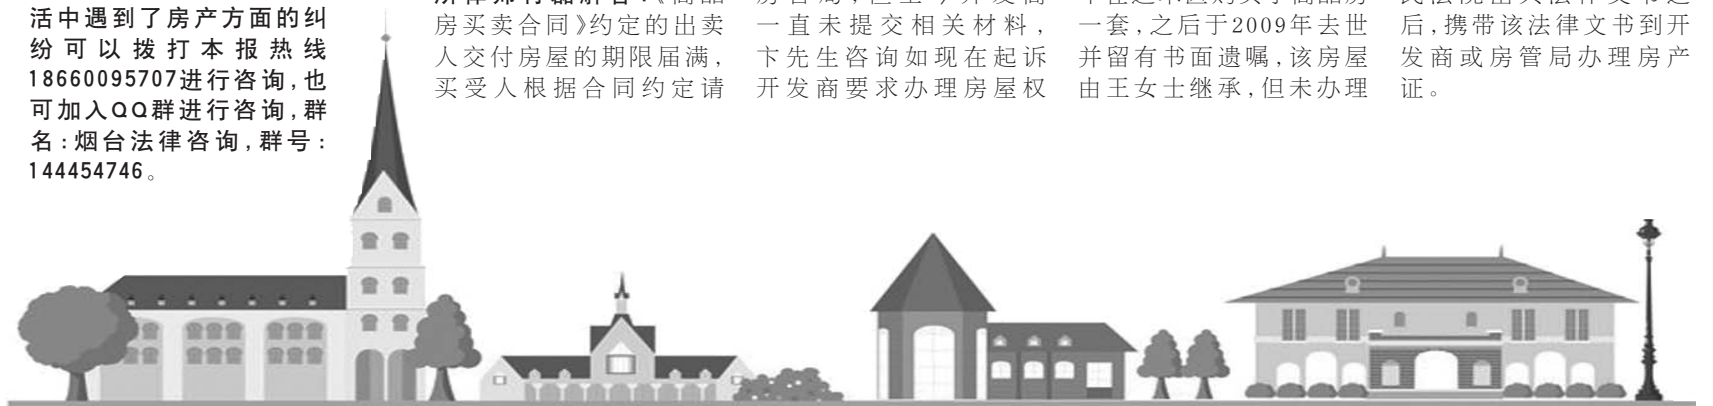 活中遇到了房产方面的纠
纷可以拨打本报热线
18660095707进行咨询,也
可加入QQ群进行咨询,群
名:烟台法律咨询,群号:
144454746。
房买卖合同》约定的出卖
人交付房屋的期限届满,
买受人根据合同约定请
一直未提交相关材料,
卞先生咨询如现在起诉
开发商要求办理房屋权
一套,之后于2009年去世
并留有书面遗嘱,该房屋
由王女士继承,但未办理
后,携带该法律文书到开
发商或房管局办理房产
证。